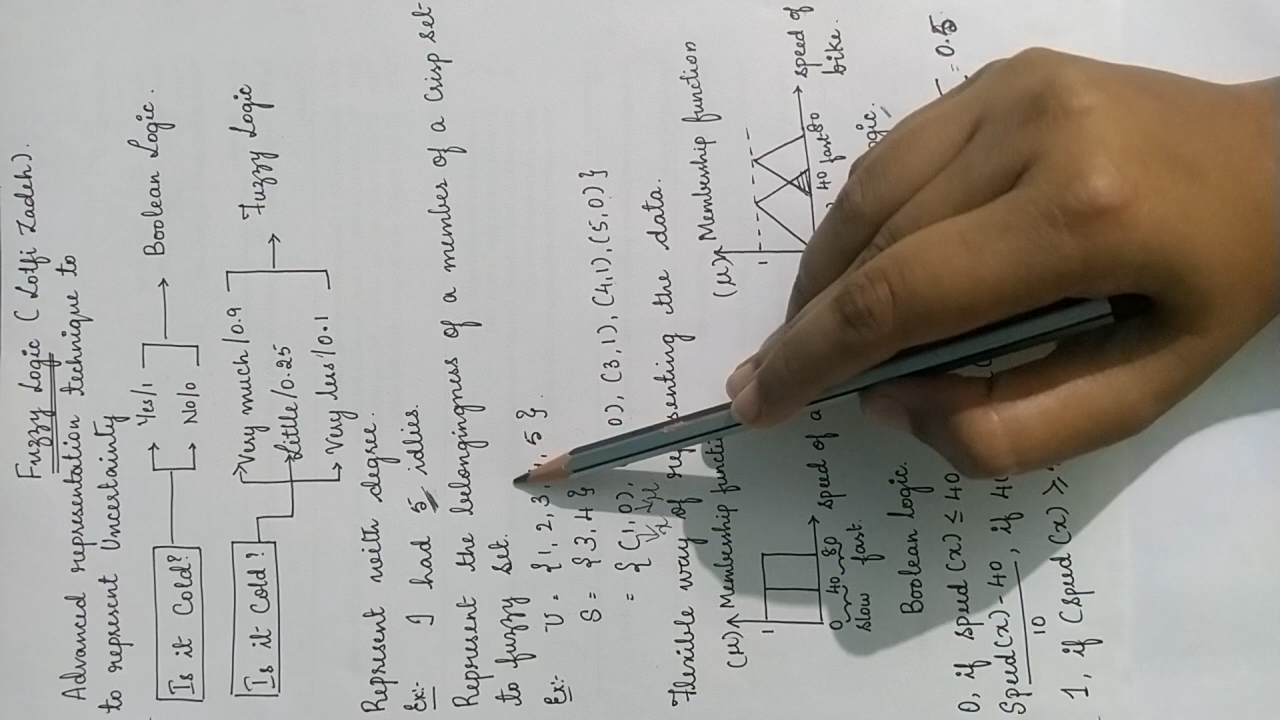 Fuzzy Logic (Lotfi Zadeh).
Advanced representation technique to
to represent Uncertainty
Is it Cold?
Yes/1
No/0
Boolean Logic.
Is it Cold?
Very much/0.9
Little/0.25
Very less/0.1
Fuzzy Logic
Represent with degree.
Ex:- I had 5 idlies.
Represent the belongingness of a member of a crisp set
to fuzzy set.
Ex:- U = {1, 2, 3, 5}.
S = {3, 4}
= {(1, 0), 0), (3, 1), (4, 1), (5, 0)}
Flexible way of the data.
(μ) Membership
1
0 40 80
slow fast.
speed of a
Boolean logic.
(μ) Membership function
1
40 fast 80
speed of
bike.
0, if speed (x) ≤ 40
Speed(x) - 40, if
10
1, if (speed (x) ≥
= 0.5